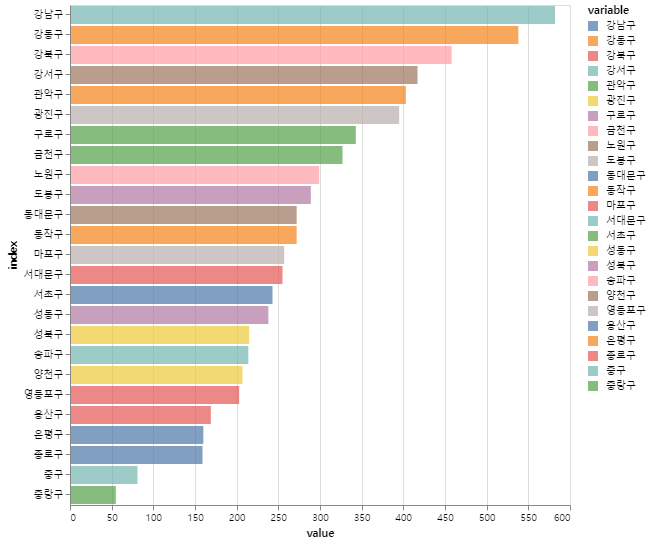 강남구
강동구
강북구
강서구
관악구
광진구
구로구
금천구
노원구
도봉구
동대문구
동작구
마포구
서대문구
서초구
성동구
성북구
송파구
양천구
영등포구
용산구
은평구
종로구
중구
중랑구
index
0 50 100 150 200 250 300 350 400 450 500 550 600
value
variable
강남구
강동구
강북구
강서구
관악구
광진구
구로구
금천구
노원구
도봉구
동대문구
동작구
마포구
서대문구
서초구
성동구
성북구
송파구
양천구
영등포구
용산구
은평구
종로구
중구
중랑구